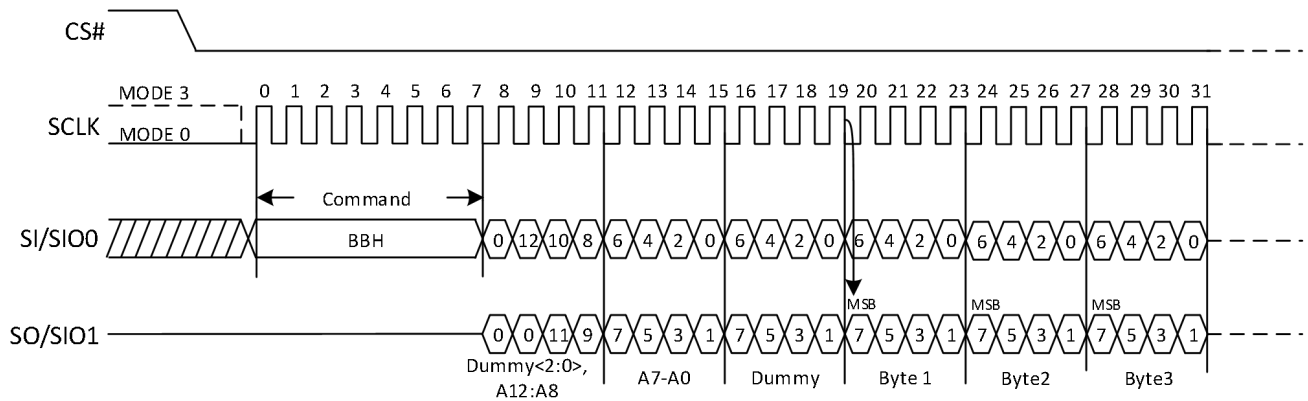 CS#
MODE 3
0 1 2 3 4 5 6 7 8 9 10 11 12 13 14 15 16 17 18 19 20 21 22 23 24 25 26 27 28 29 30 31
SCLK
MODE 0
Command
SI/SIO0
BBH
0 12 10 8 6 4 2 0 6 4 2 0 6 4 2 0 6 4 2 0 6 4 2 0
MSB MSB MSB
SO/SIO1
0 0 11 9 7 5 3 1 7 5 3 1 7 5 3 1 7 5 3 1 7 5 3 1
Dummy<2:0>,
A12:A8
A7-A0
Dummy
Byte 1
Byte2
Byte3